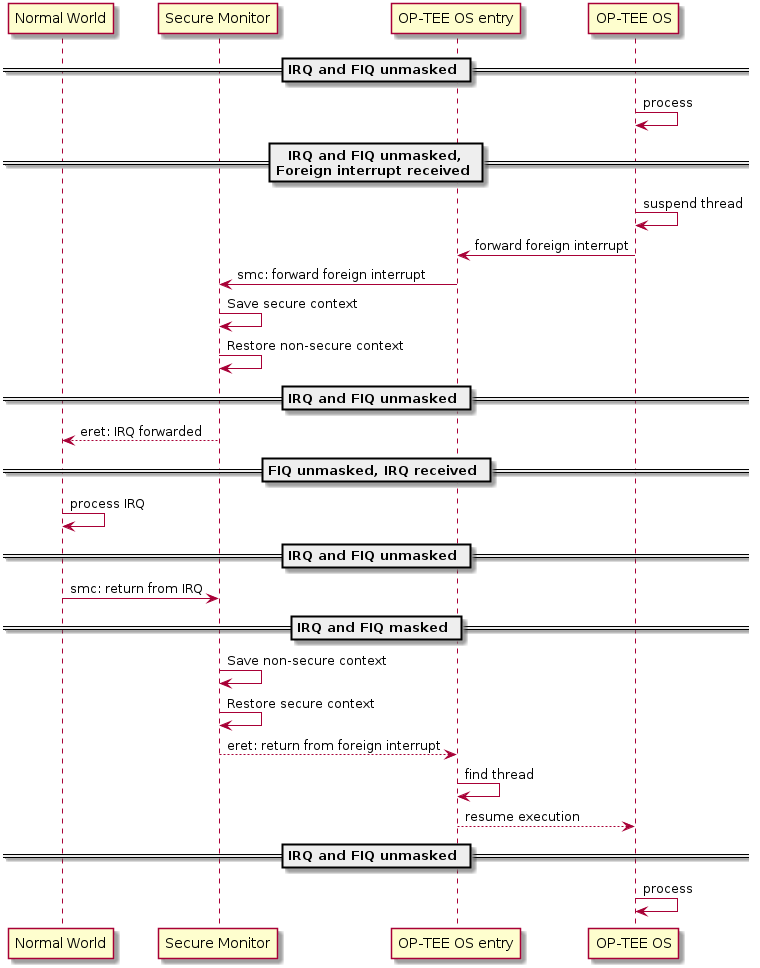 Normal World
Secure Monitor
OP-TEE OS entry
OP-TEE OS
IRQ and FIQ unmasked
process
IRQ and FIQ unmasked,
Foreign interrupt received
suspend thread
forward foreign interrupt
smc: forward foreign interrupt
Save secure context
Restore non-secure context
IRQ and FIQ unmasked
eret: IRQ forwarded
FIQ unmasked, IRQ received
process IRQ
IRQ and FIQ unmasked
smc: return from IRQ
IRQ and FIQ masked
Save non-secure context
Restore secure context
eret: return from foreign interrupt
find thread
resume execution
IRQ and FIQ unmasked
process
Normal World
Secure Monitor
OP-TEE OS entry
OP-TEE OS